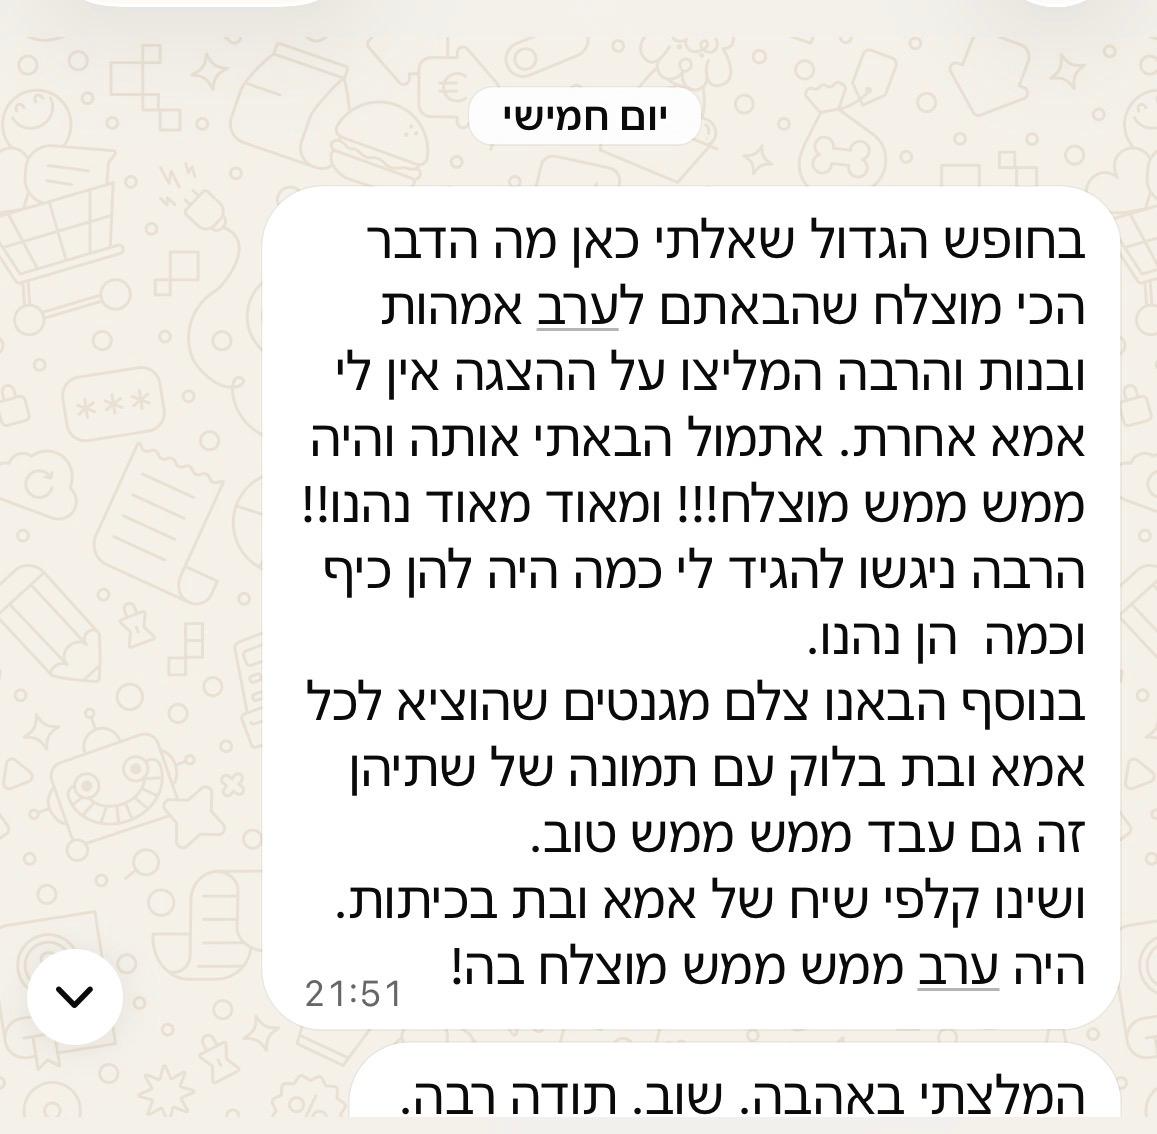 יום חמישי
בחופש הגדול שאלתי כאן מה הדבר
הכי מוצלח שהבאתם לערב אמהות
ובנות והרבה המליצו על ההצגה אין לי
אמא אחרת. אתמול הבאתי אותה והיה
ממש ממש מוצלח!!! ומאוד מאוד נהנו!!
הרבה ניגשו להגיד לי כמה היה להן כיף
וכמה  הן נהנו.
בנוסף הבאנו צלם מגנטים שהוציא לכל
אמא ובת בלוק עם תמונה של שתיהן
זה גם עבד ממש ממש טוב.
ושינו קלפי שיח של אמא ובת בכיתות.
היה ערב ממש ממש מוצלח בה!
21:51
המלצתי באהבה. שוב. תודה רבה.